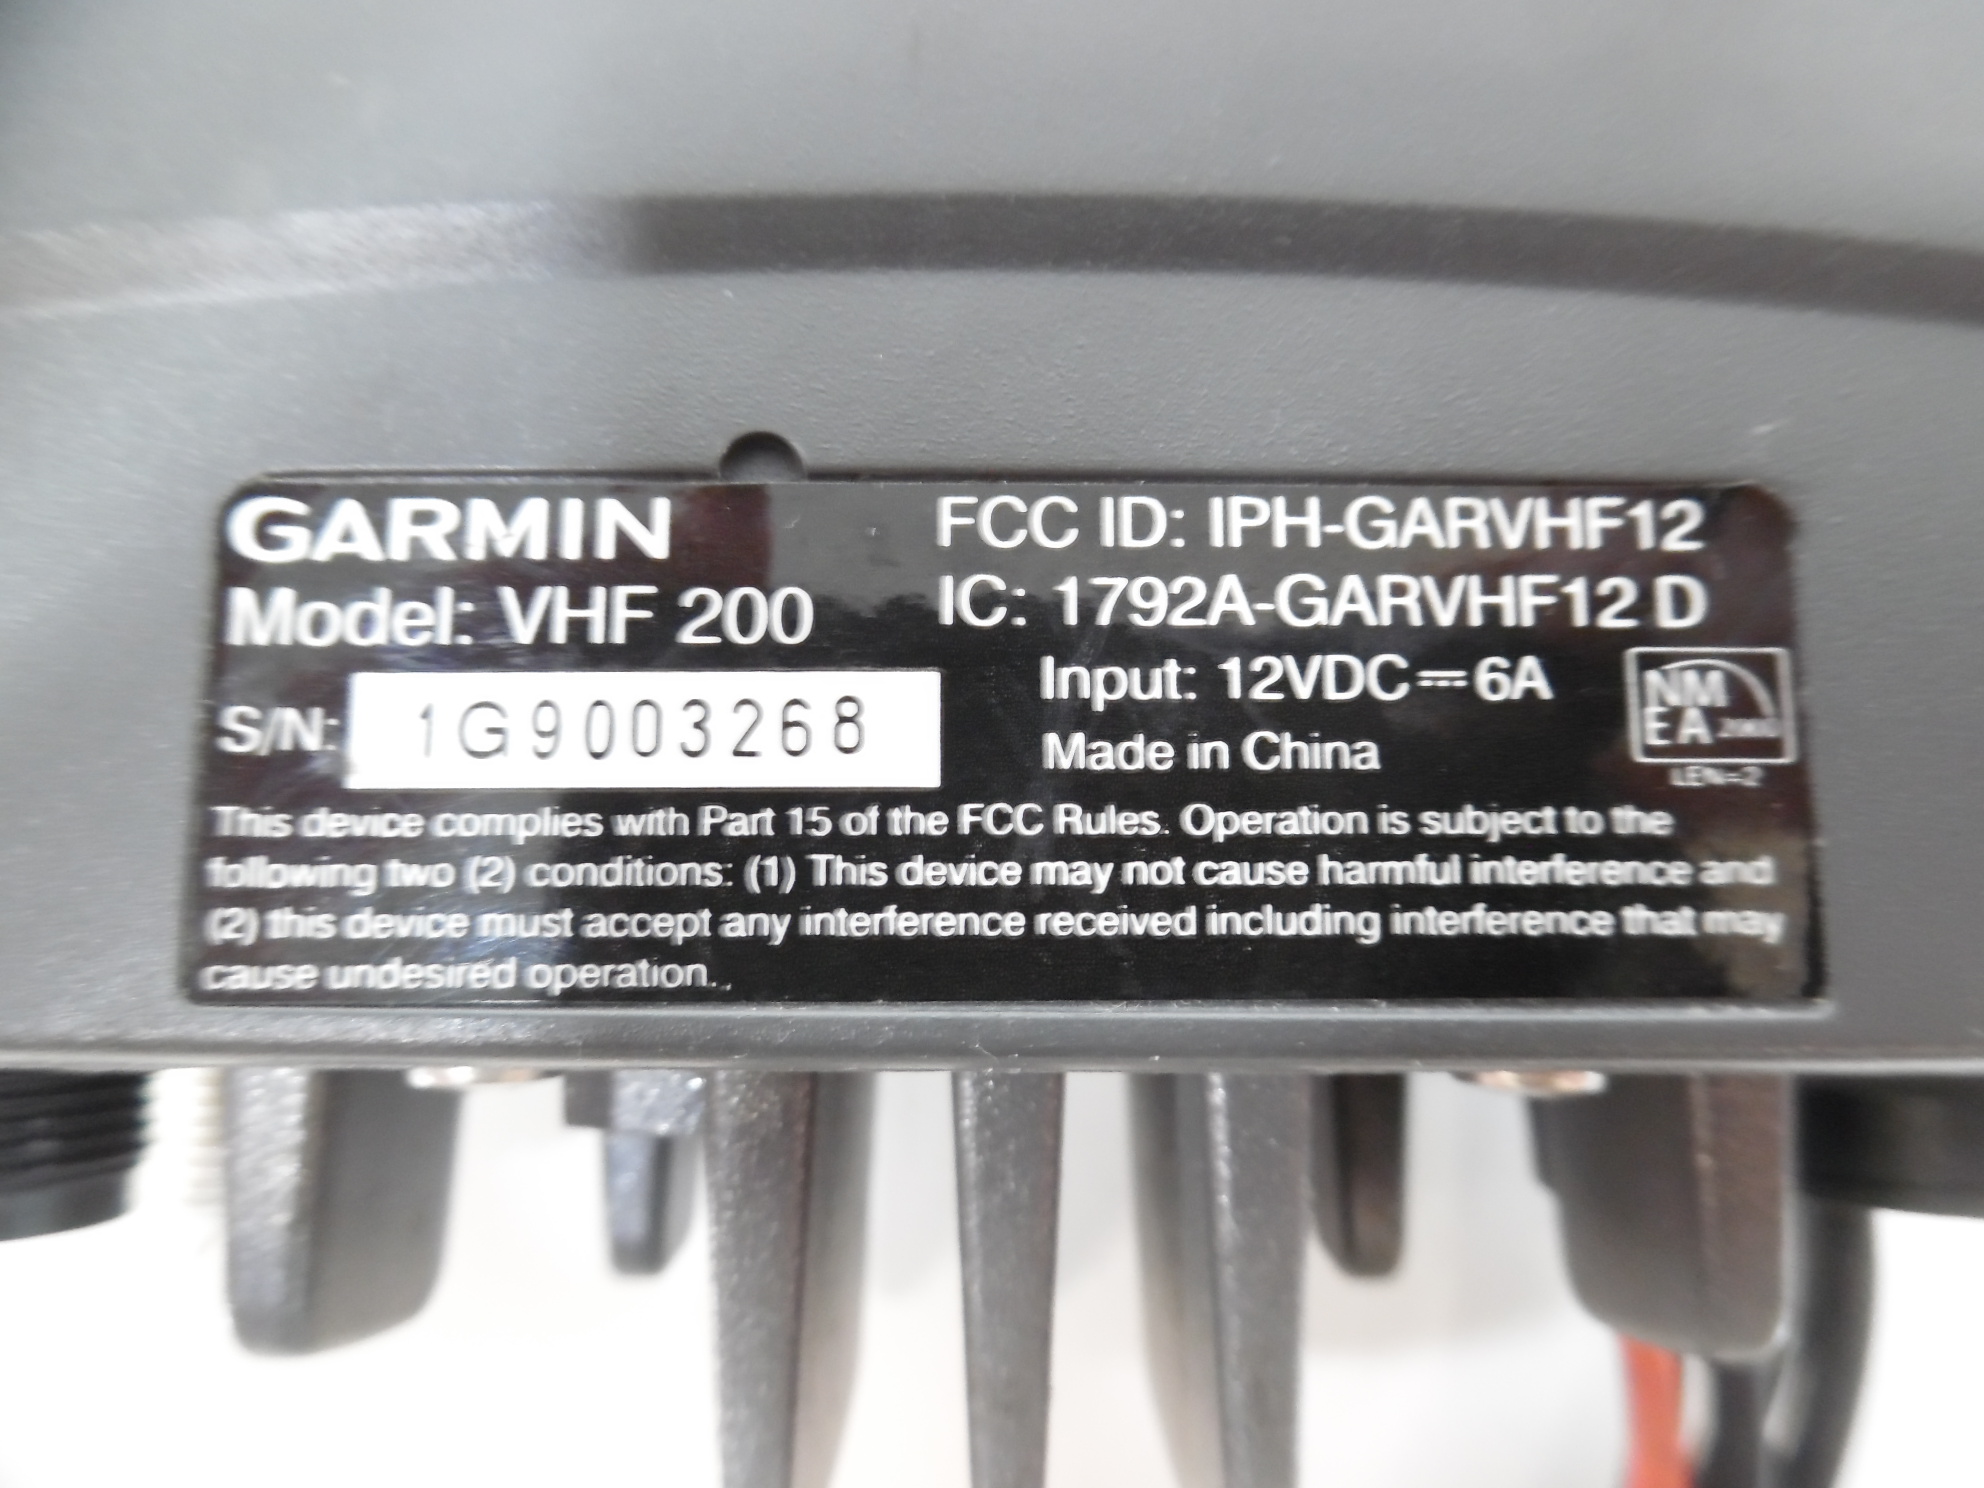 GARMIN
Model: VHF 200
S/N: 1G9003268
FCC ID: IPH-GARVHF12
IC: 1792A-GARVHF12 D
Input: 12VDC⎓6A
Made in China
NM
EA 2000
LEN=2
This device complies with Part 15 of the FCC Rules. Operation is subject to the
following two (2) conditions: (1) This device may not cause harmful interference and
(2) this device must accept any interference received including interference that may
cause undesired operation..